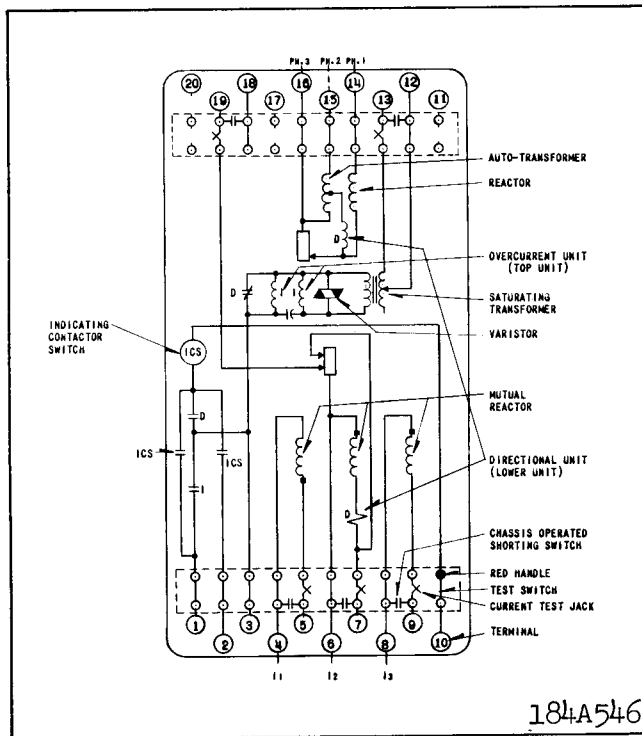 PH.3 PH.2 PH.1
20 19 18 17 16 15 14 13 12 11
AUTO-TRANSFORMER
REACTOR
D
OVERCURRENT UNIT
(TOP UNIT)
D I I
SATURATING
TRANSFORMER
VARISTOR
INDICATING
CONTACTOR
SWITCH
ICS
MUTUAL
REACTOR
D
ICS
ICS
DIRECTIONAL UNIT
(LOWER UNIT)
I
D
CHASSIS OPERATED
SHORTING SWITCH
RED HANDLE
TEST SWITCH
CURRENT TEST JACK
TERMINAL
1 2 3 4 5 6 7 8 9 10
I1 I2 I3
184A546